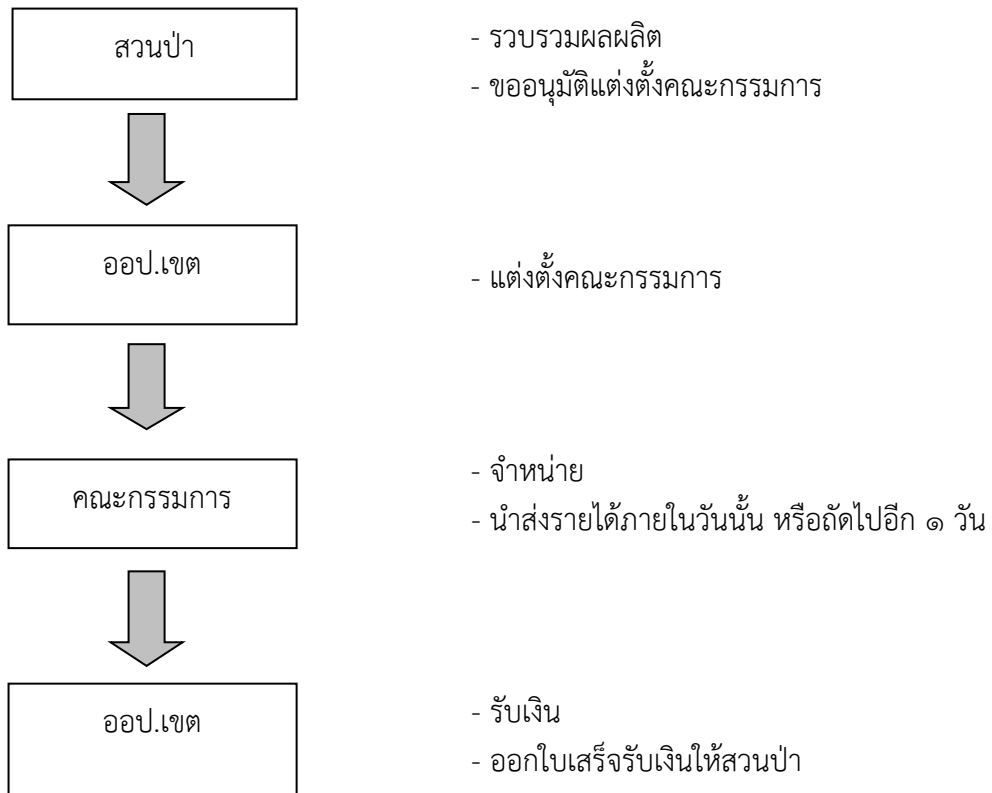 สวนป่า
- รวบรวมผลผลิต
- ขออนุมัติแต่งตั้งคณะกรรมการ
ออป.เขต
- แต่งตั้งคณะกรรมการ
คณะกรรมการ
- จำหน่าย
- นำส่งรายได้ภายในวันนั้น หรือถัดไปอีก ๑ วัน
ออป.เขต
- รับเงิน
- ออกใบเสร็จรับเงินให้สวนป่า